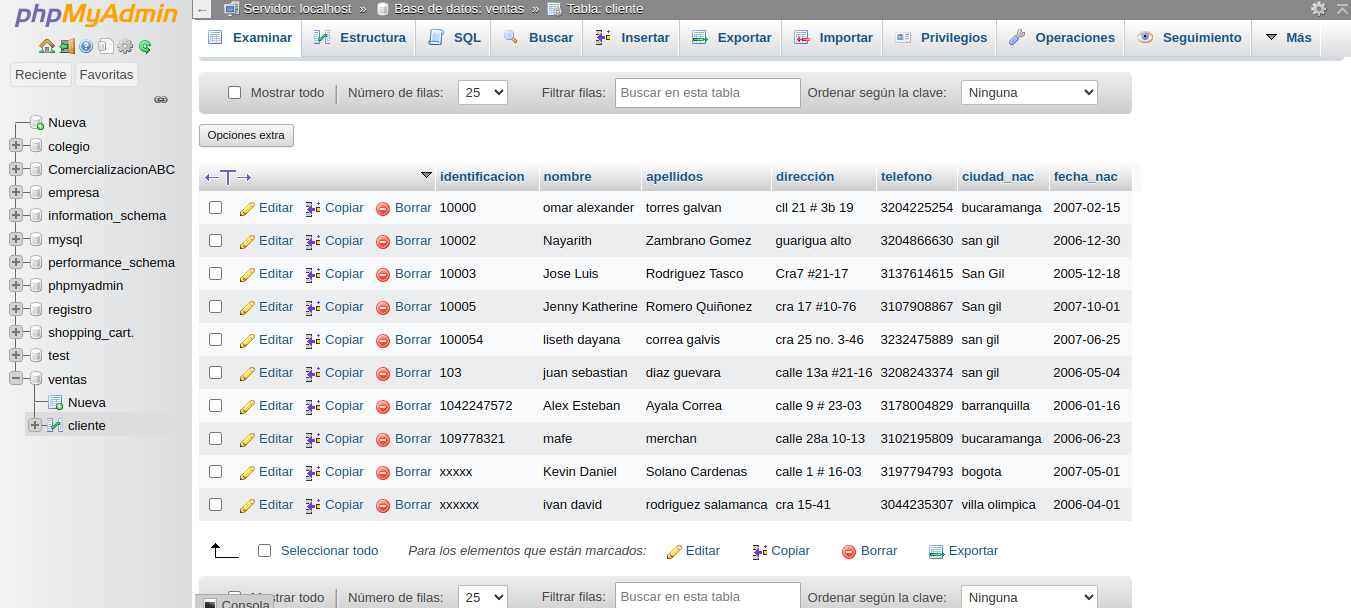 phpMyAdmin
Reciente Favoritas
Nueva
colegio
ComercializacionABC
empresa
information_schema
mysql
performance_schema
phpmyadmin
registro
shopping_cart.
test
ventas
Nueva
cliente
← Servidor: localhost » Base de datos: ventas » Tabla: cliente
Examinar Estructura SQL Buscar Insertar Exportar Importar Privilegios Operaciones Seguimiento Más
Mostrar todo Número de filas: 25 Filtrar filas: Buscar en esta tabla Ordenar según la clave: Ninguna
Opciones extra
←T→ identificacion nombre apellidos dirección telefono ciudad_nac fecha_nac
Editar Copiar Borrar 10000 omar alexander torres galvan cll 21 # 3b 19 3204225254 bucaramanga 2007-02-15
Editar Copiar Borrar 10002 Nayarith Zambrano Gomez guarigua alto 3204866630 san gil 2006-12-30
Editar Copiar Borrar 10003 Jose Luis Rodriguez Tasco Cra7 #21-17 3137614615 San Gil 2005-12-18
Editar Copiar Borrar 10005 Jenny Katherine Romero Quiñonez cra 17 #10-76 3107908867 San gil 2007-10-01
Editar Copiar Borrar 100054 liseth dayana correa galvis cra 25 no. 3-46 3232475889 san gil 2007-06-25
Editar Copiar Borrar 103 juan sebastian diaz guevara calle 13a #21-16 3208243374 san gil 2006-05-04
Editar Copiar Borrar 1042247572 Alex Esteban Ayala Correa calle 9 # 23-03 3178004829 barranquilla 2006-01-16
Editar Copiar Borrar 109778321 mafe merchan calle 28a 10-13 3102195809 bucaramanga 2006-06-23
Editar Copiar Borrar xxxxx Kevin Daniel Solano Cardenas calle 1 # 16-03 3197794793 bogota 2007-05-01
Editar Copiar Borrar xxxxxx ivan david rodriguez salamanca cra 15-41 3044235307 villa olimpica 2006-04-01
Seleccionar todo Para los elementos que están marcados: Editar Copiar Borrar Exportar
strar todo Número de filas: 25 Filtrar filas: Buscar en esta tabla Ordenar según la clave: Ninguna
Consola